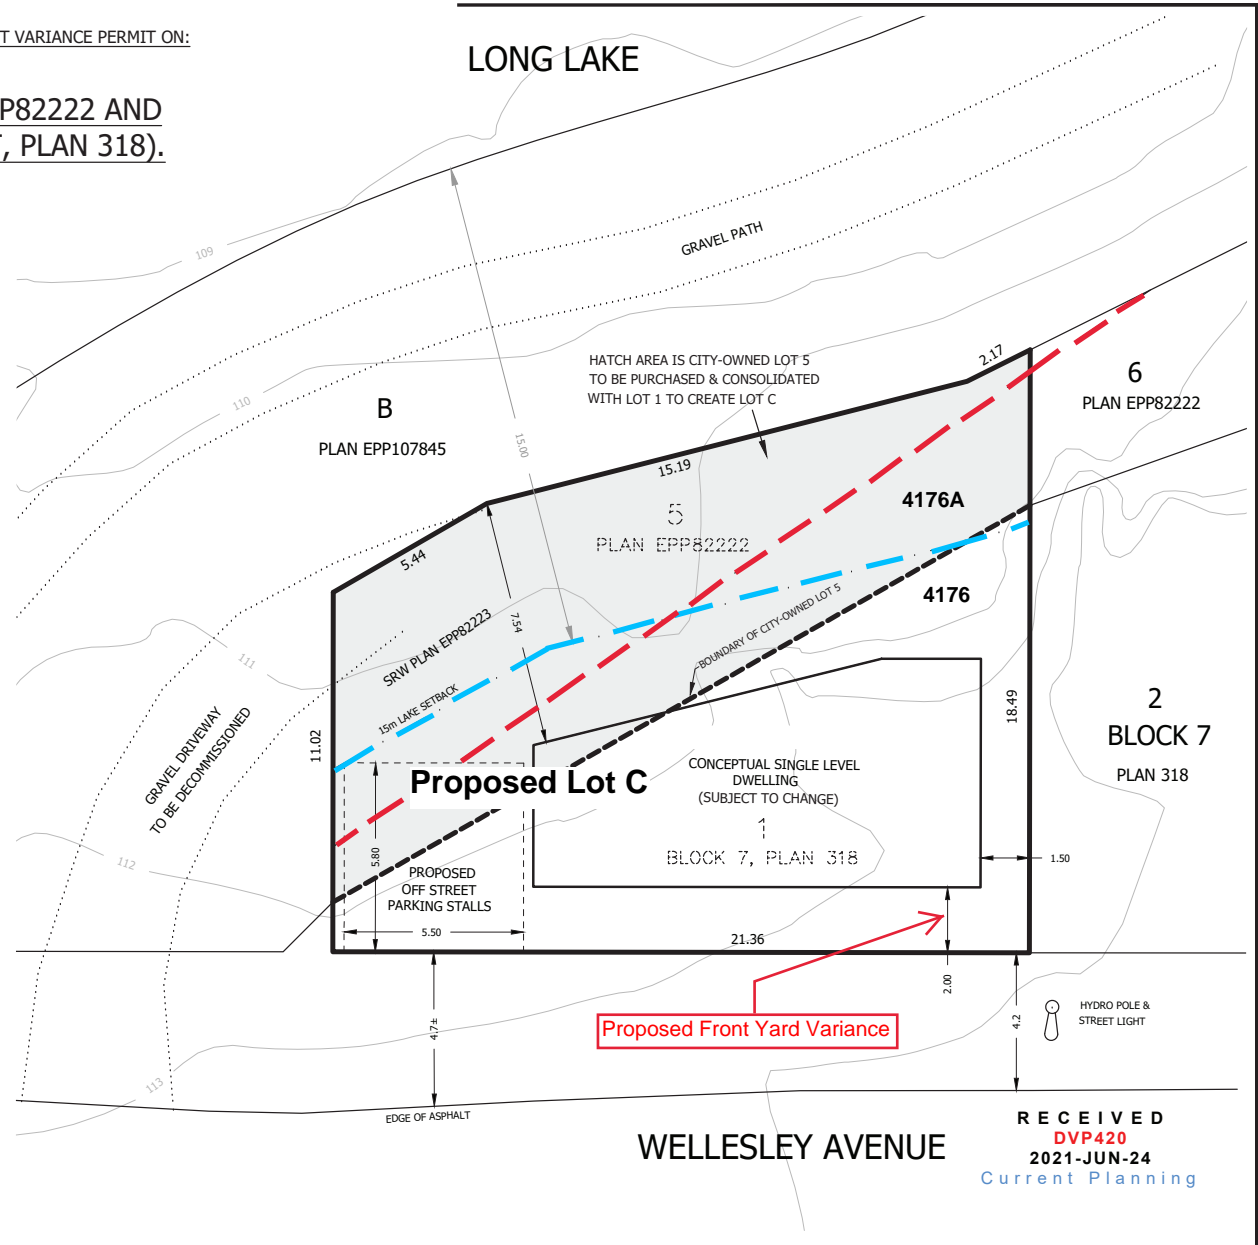 T VARIANCE PERMIT ON:
P82222 AND
, PLAN 318).
LONG LAKE
GRAVEL PATH
109
110
15.00
B
PLAN EPP107845
HATCH AREA IS CITY-OWNED LOT 5
TO BE PURCHASED & CONSOLIDATED
WITH LOT 1 TO CREATE LOT C
2.17
6
PLAN EPP82222
15.19
5
PLAN EPP82222
4176A
5.44
7.54
SRW PLAN EPP82223
BOUNDARY OF CITY-OWNED LOT 5
4176
111
15m LAKE SETBACK
11.02
18.49
GRAVEL DRIVEWAY
TO BE DECOMMISSIONED
2
BLOCK 7
PLAN 318
Proposed Lot C
CONCEPTUAL SINGLE LEVEL
DWELLING
(SUBJECT TO CHANGE)
1
BLOCK 7, PLAN 318
112
5.80
PROPOSED
OFF STREET
PARKING STALLS
5.50
1.50
21.36
2.00
4.7±
4.2
Proposed Front Yard Variance
HYDRO POLE &
STREET LIGHT
113
EDGE OF ASPHALT
WELLESLEY AVENUE
RECEIVED
DVP420
2021-JUN-24
Current Planning